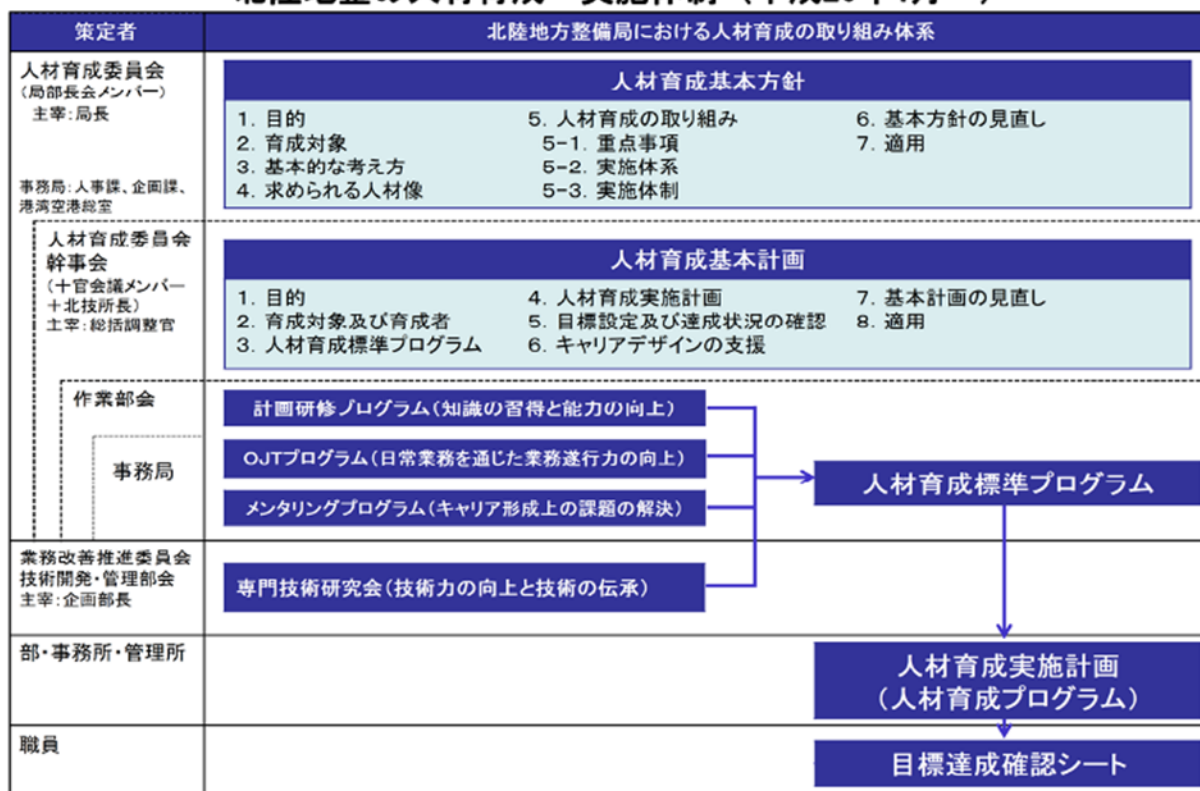 策定者
北陸地方整備局における人材育成の取り組み体系
人材育成委員会
(局部長会メンバー)
主宰:局長
事務局:人事課、企画課、
港湾空港総室
人材育成基本方針
1. 目的
2. 育成対象
3. 基本的な考え方
4. 求められる人材像
5. 人材育成の取り組み
5-1. 重点事項
5-2. 実施体系
5-3. 実施体制
6. 基本方針の見直し
7. 適用
人材育成委員会
幹事会
(十官会議メンバー
+北技所長)
主宰:総括調整官
人材育成基本計画
1. 目的
2. 育成対象及び育成者
3. 人材育成標準プログラム
4. 人材育成実施計画
5. 目標設定及び達成状況の確認
6. キャリアデザインの支援
7. 基本計画の見直し
8. 適用
作業部会
事務局
計画研修プログラム(知識の習得と能力の向上)
OJTプログラム(日常業務を通じた業務遂行力の向上)
メンタリングプログラム(キャリア形成上の課題の解決)
人材育成標準プログラム
業務改善推進委員会
技術開発・管理部会
主宰:企画部長
専門技術研究会(技術力の向上と技術の伝承)
部・事務所・管理所
人材育成実施計画
(人材育成プログラム)
職員
目標達成確認シート